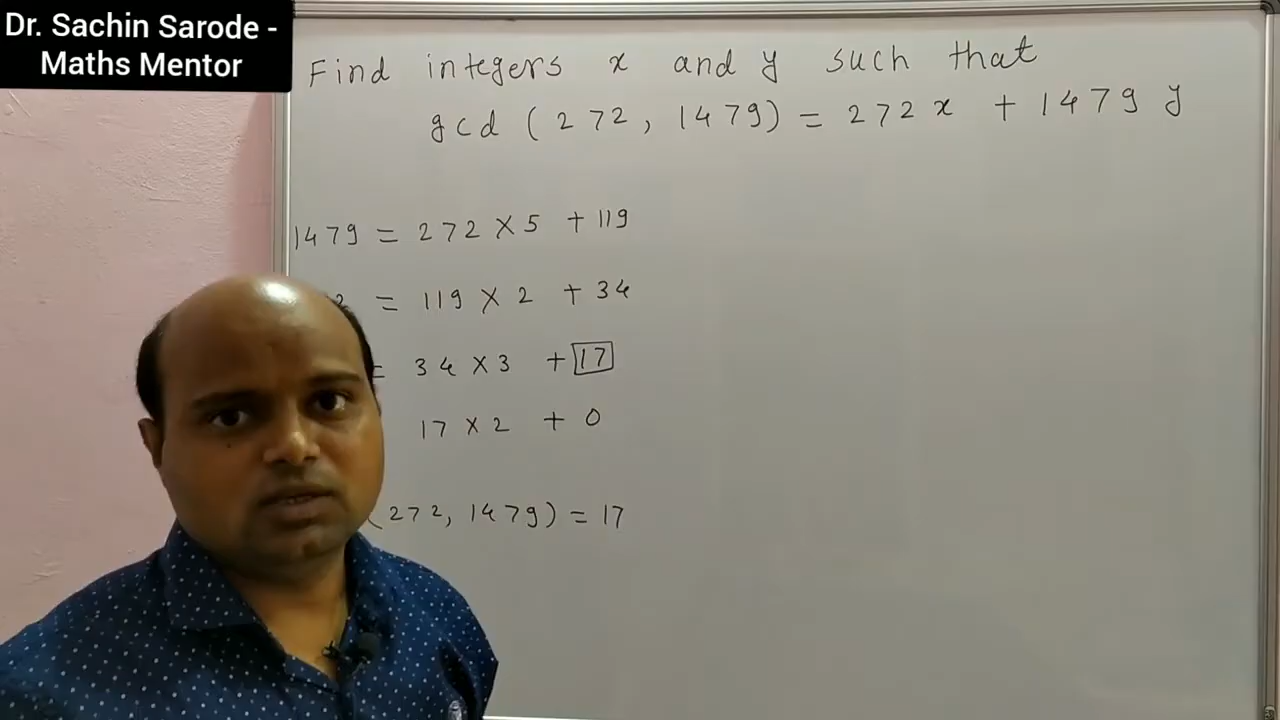 Dr. Sachin Sarode -
Maths Mentor
Find integers x and y such that
gcd (272, 1479) = 272 x + 1479 y
1479 = 272 × 5 + 119
2 = 119 × 2 + 34
= 34 × 3 + 17
17 × 2 + 0
(272, 1479) = 17